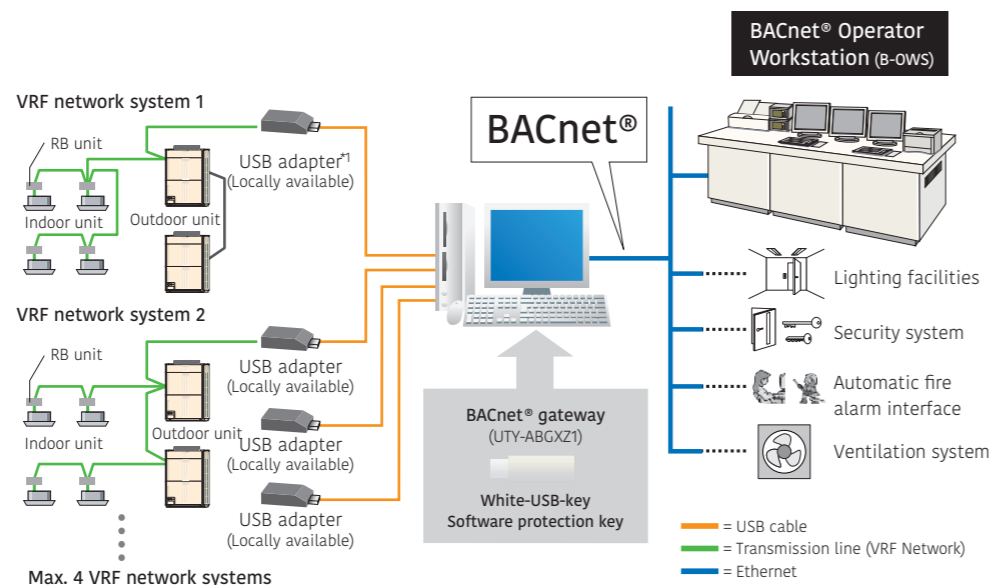 BACnet® Operator
Workstation (B-OWS)
VRF network system 1
RB unit
USB adapter*1
(Locally available)
Indoor unit
Outdoor unit
BACnet®
Lighting facilities
VRF network system 2
Security system
RB unit
USB adapter
(Locally available)
Automatic fire
alarm interface
BACnet® gateway
(UTY-ABGXZ1)
Indoor unit
Outdoor unit
USB adapter
(Locally available)
Ventilation system
White-USB-key
Software protection key
USB adapter
(Locally available)
= USB cable
= Transmission line (VRF Network)
= Ethernet
Max. 4 VRF network systems